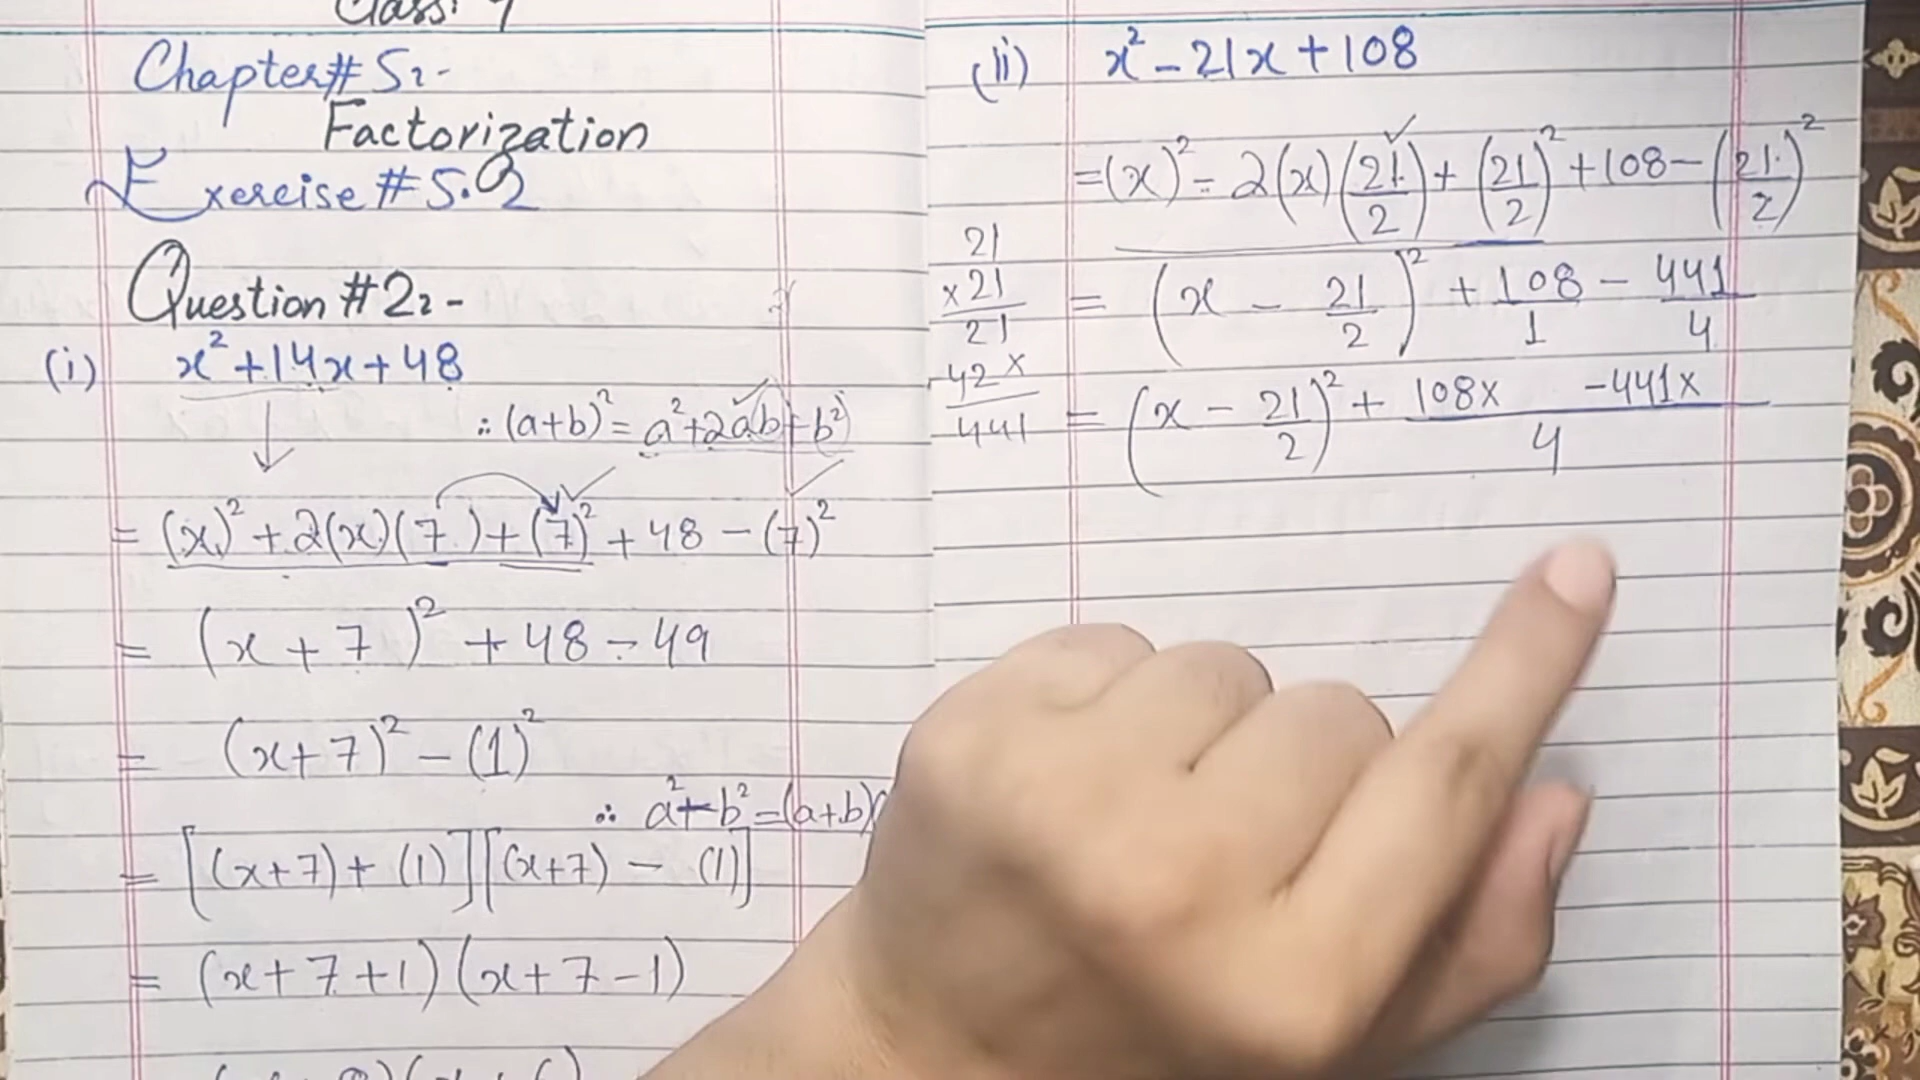 Class: 9
Chapter# 5:-
Factorization
Exercise # 5.2
Question #2:-
(i) x² + 14x + 48
∴ (a+b)² = a² + 2ab + b²
= (x)² + 2(x)(7) + (7)² + 48 − (7)²
= (x + 7)² + 48 − 49
= (x+7)² − (1)²
∴ a² − b² = (a+b)(
= [(x+7) + (1)][(x+7) − (1)]
= (x+7+1)(x+7−1)
(ii) x² − 21x + 108
= (x)² − 2(x)(21/2) + (21/2)² + 108 − (21/2)²
21
×21
21
42×
441
= (x − 21/2)² + 108/1 − 441/4
= (x − 21/2)² + 108x −441x / 4